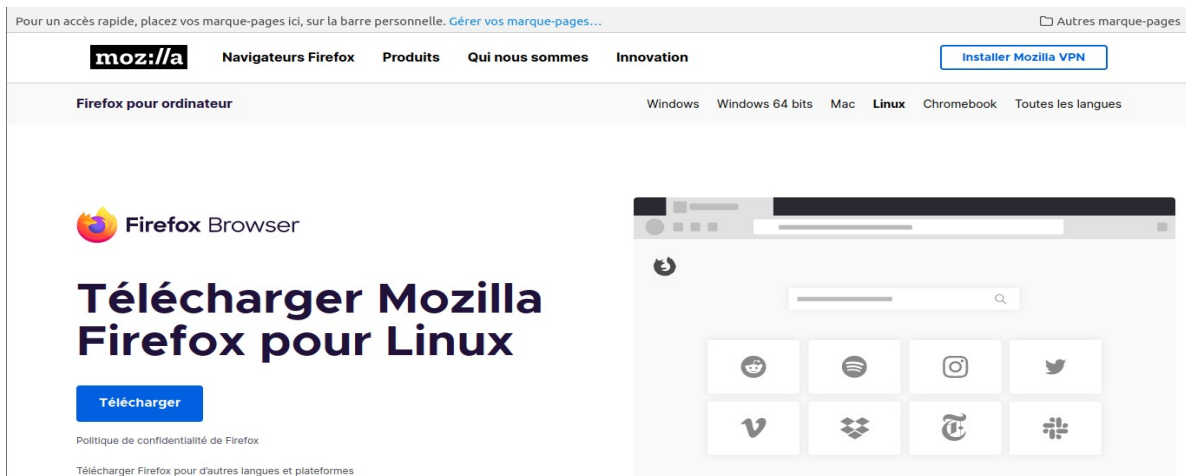 Pour un accès rapide, placez vos marque-pages ici, sur la barre personnelle. Gérer vos marque-pages… Autres marque-pages
moz://a Navigateurs Firefox Produits Qui nous sommes Innovation Installer Mozilla VPN
Firefox pour ordinateur Windows Windows 64 bits Mac Linux Chromebook Toutes les langues
Firefox Browser
Télécharger Mozilla
Firefox pour Linux
Télécharger
Politique de confidentialité de Firefox
Télécharger Firefox pour d'autres langues et plateformes